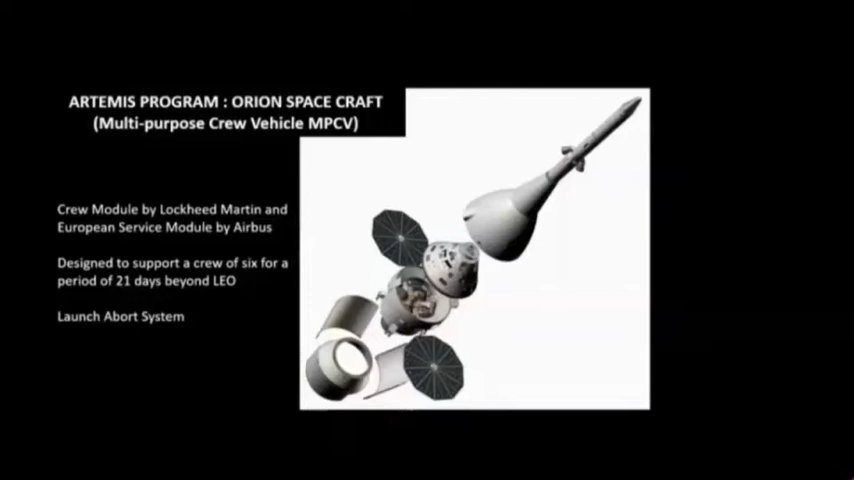 ARTEMIS PROGRAM : ORION SPACE CRAFT
(Multi-purpose Crew Vehicle MPCV)
Crew Module by Lockheed Martin and
European Service Module by Airbus
Designed to support a crew of six for a
period of 21 days beyond LEO
Launch Abort System